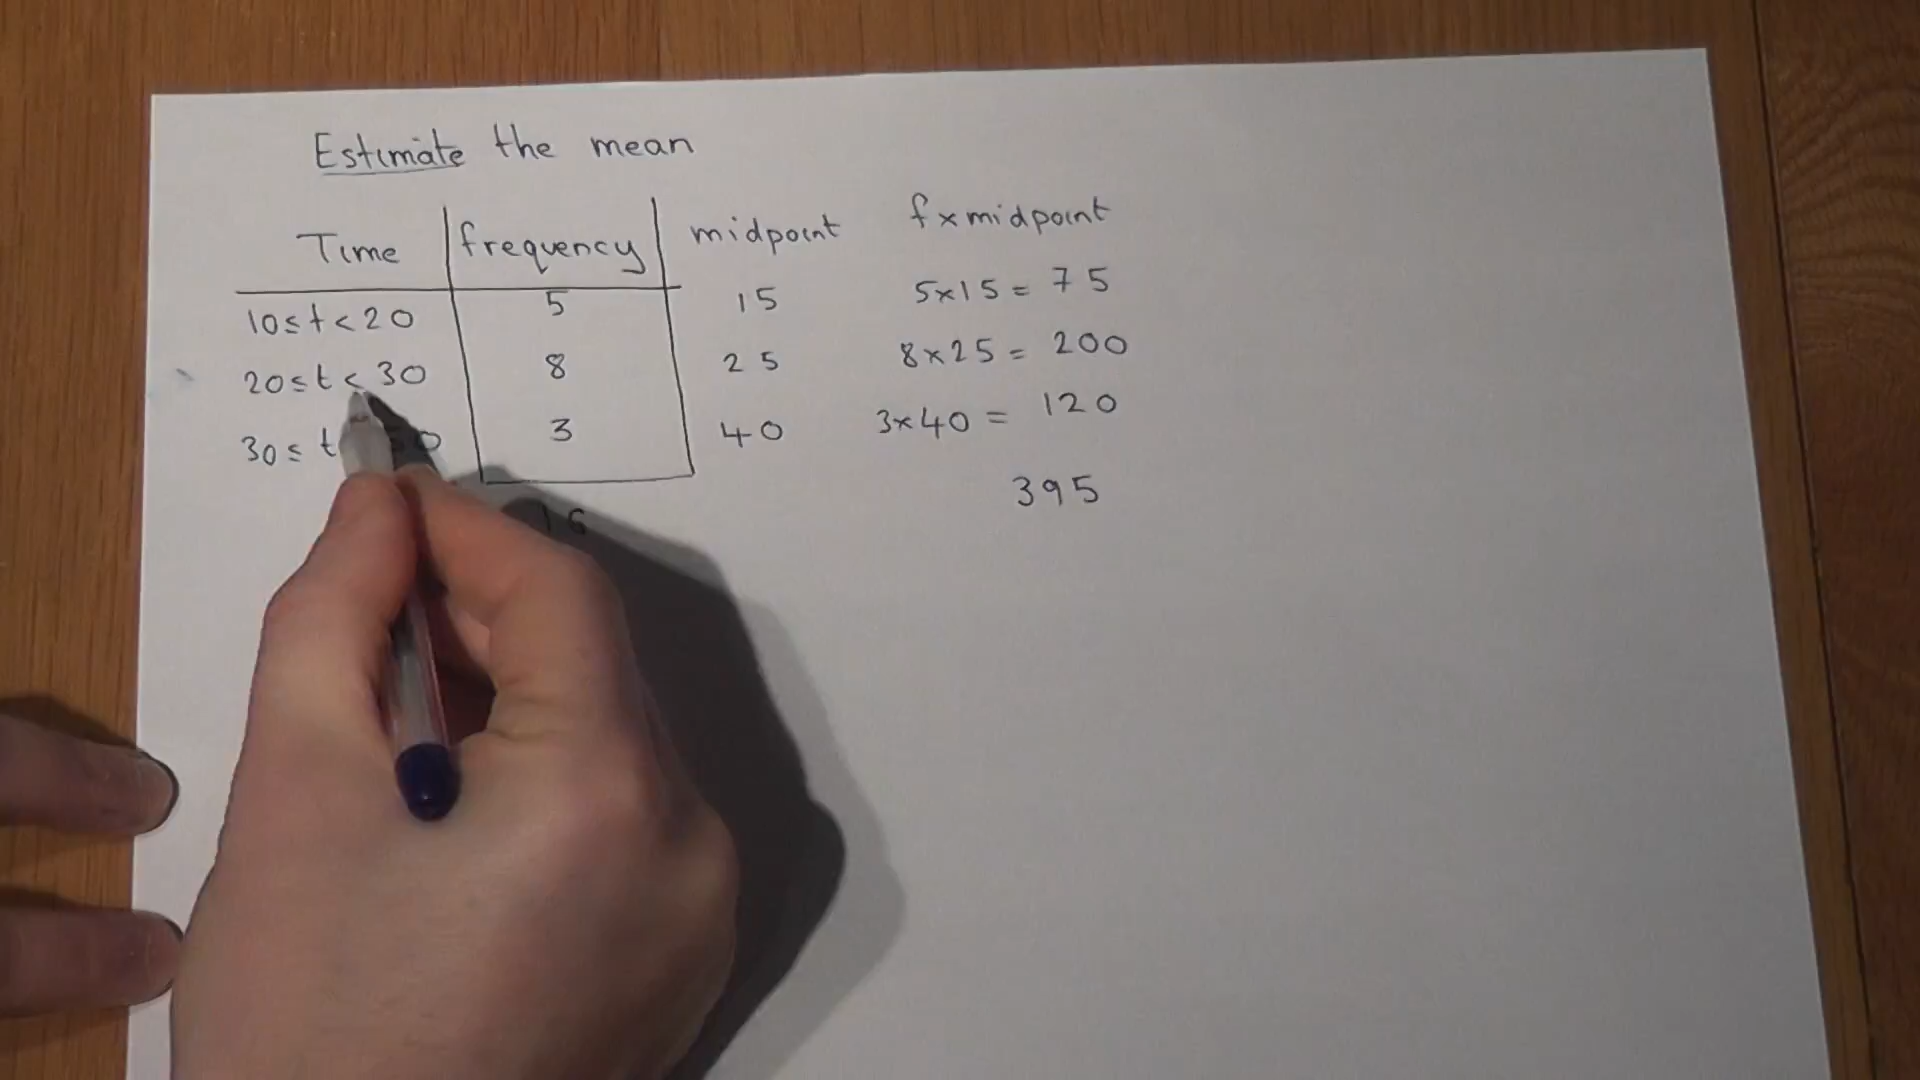 Estimate the mean
Time frequency midpoint f×midpoint
10≤t<20 5 15 5×15 = 75
20≤t<30 8 25 8×25 = 200
30≤t 3 40 3×40 = 120
16 395